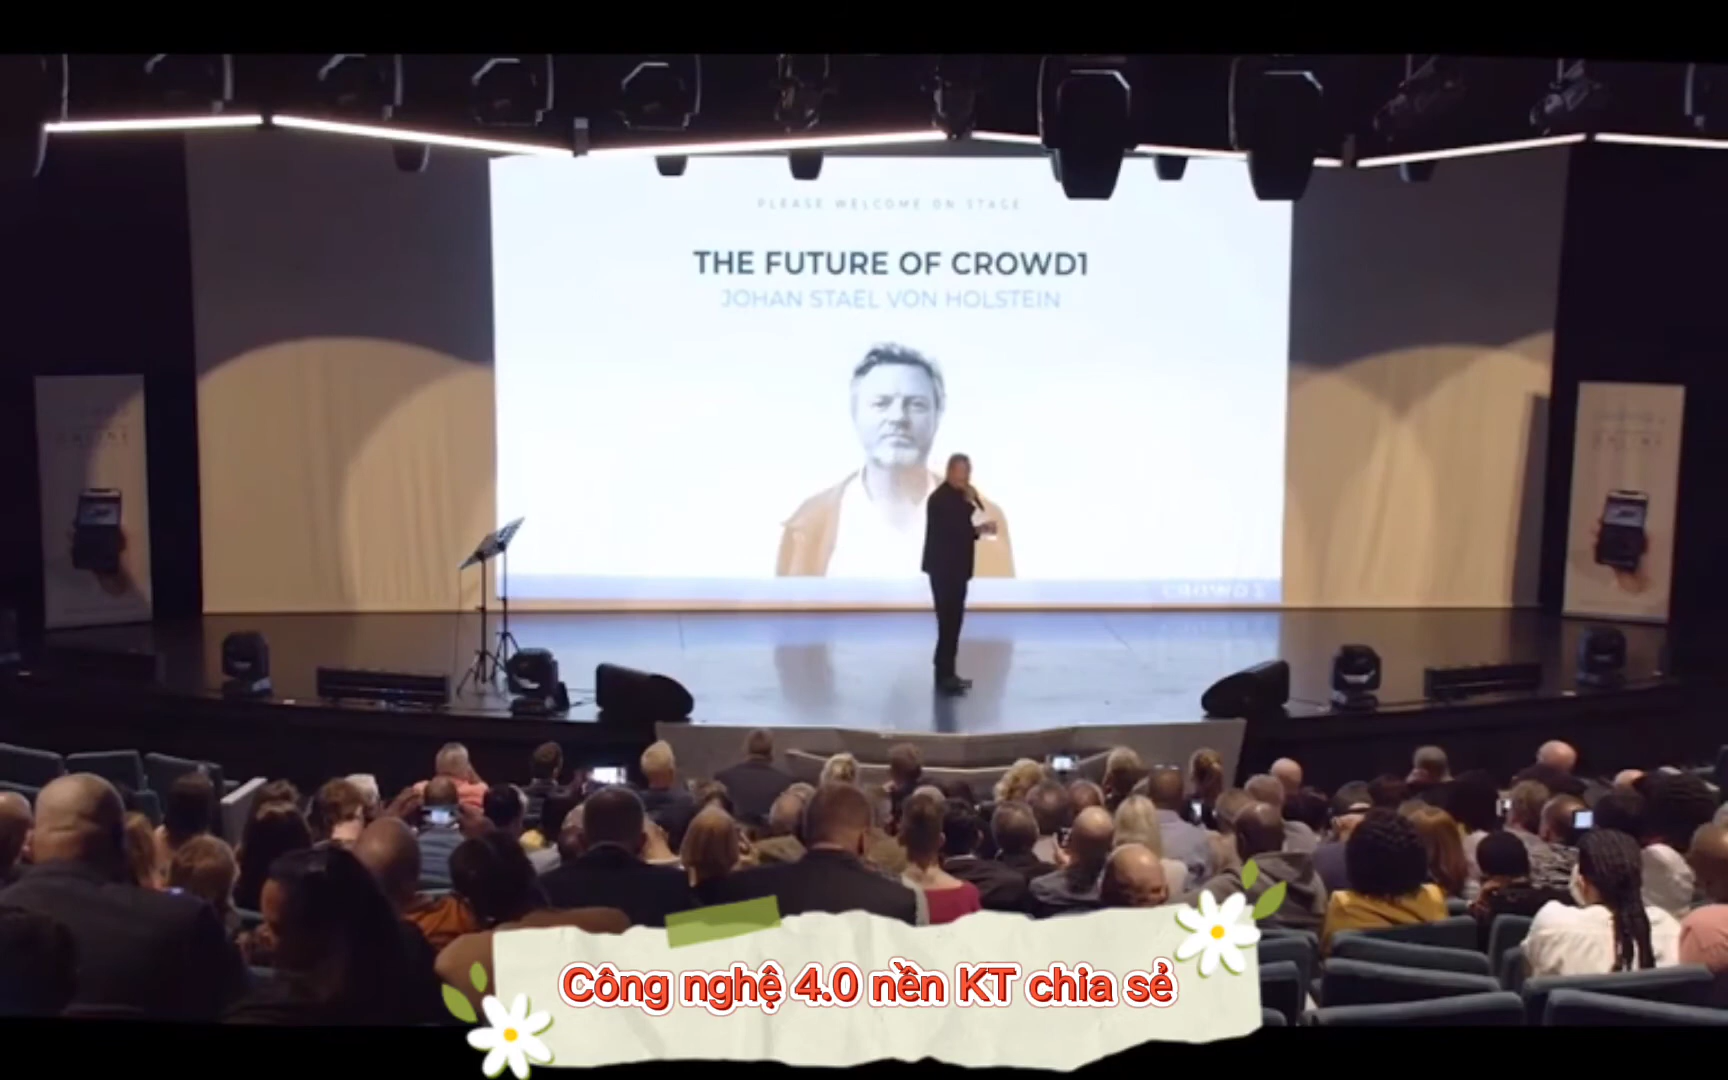 PLEASE WELCOME ON STAGE
THE FUTURE OF CROWD1
JOHAN STAEL VON HOLSTEIN
CROWD1
Công nghệ 4.0 nền KT chia sẻ